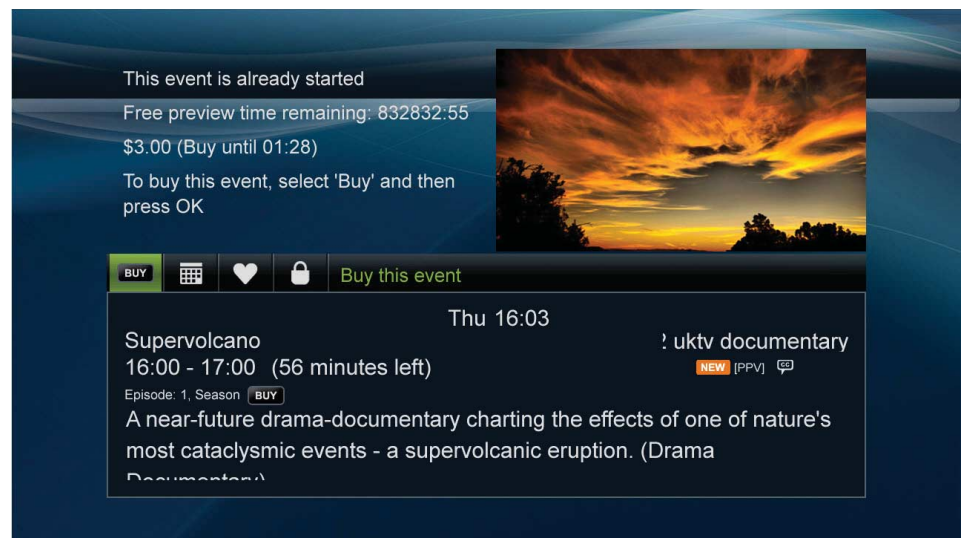 This event is already started
Free preview time remaining: 832832:55
$3.00 (Buy until 01:28)
To buy this event, select 'Buy' and then
press OK
BUY
Buy this event
Thu 16:03
Supervolcano
uktv documentary
16:00 - 17:00 (56 minutes left)
NEW [PPV] CC
Episode: 1, Season BUY
A near-future drama-documentary charting the effects of one of nature's
most cataclysmic events - a supervolcanic eruption. (Drama
Documentary)